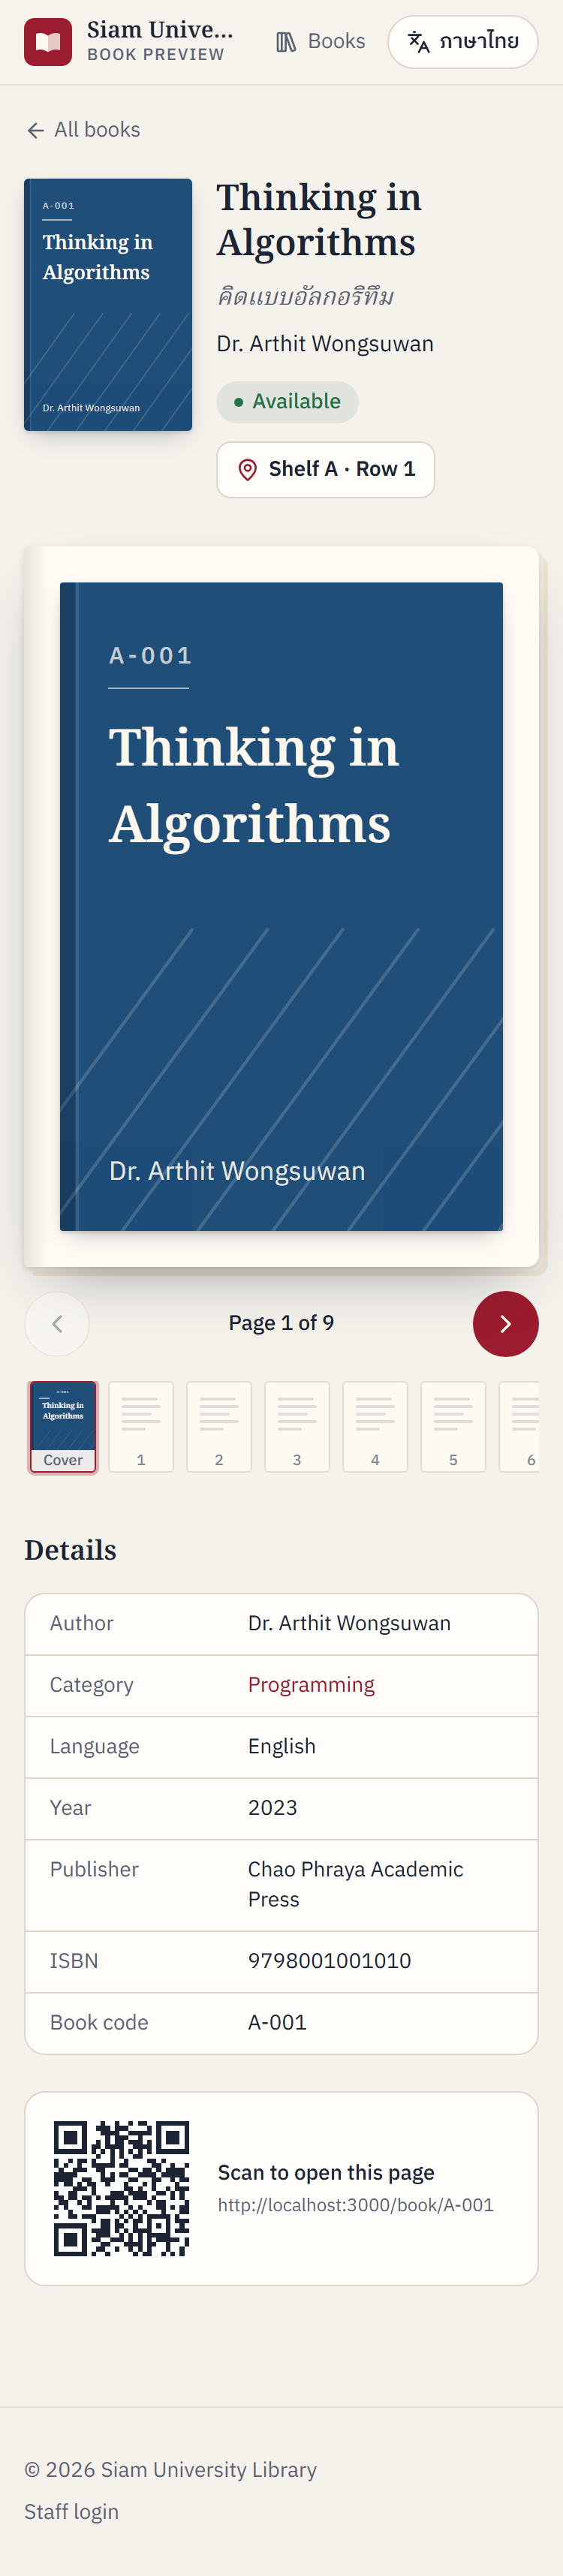 Siam Unive...
BOOK PREVIEW
Books
ภาษาไทย
All books
A-001
Thinking in
Algorithms
Dr. Arthit Wongsuwan
Thinking in
Algorithms
คิดแบบอัลกอริทึม
Dr. Arthit Wongsuwan
Available
Shelf A · Row 1
A-001
Thinking in
Algorithms
Dr. Arthit Wongsuwan
Page 1 of 9
Thinking in
Algorithms
Cover
1
2
3
4
5
6
Details
Author Dr. Arthit Wongsuwan
Category Programming
Language English
Year 2023
Publisher Chao Phraya Academic
Press
ISBN 9798001001010
Book code A-001
Scan to open this page
http://localhost:3000/book/A-001
© 2026 Siam University Library
Staff login